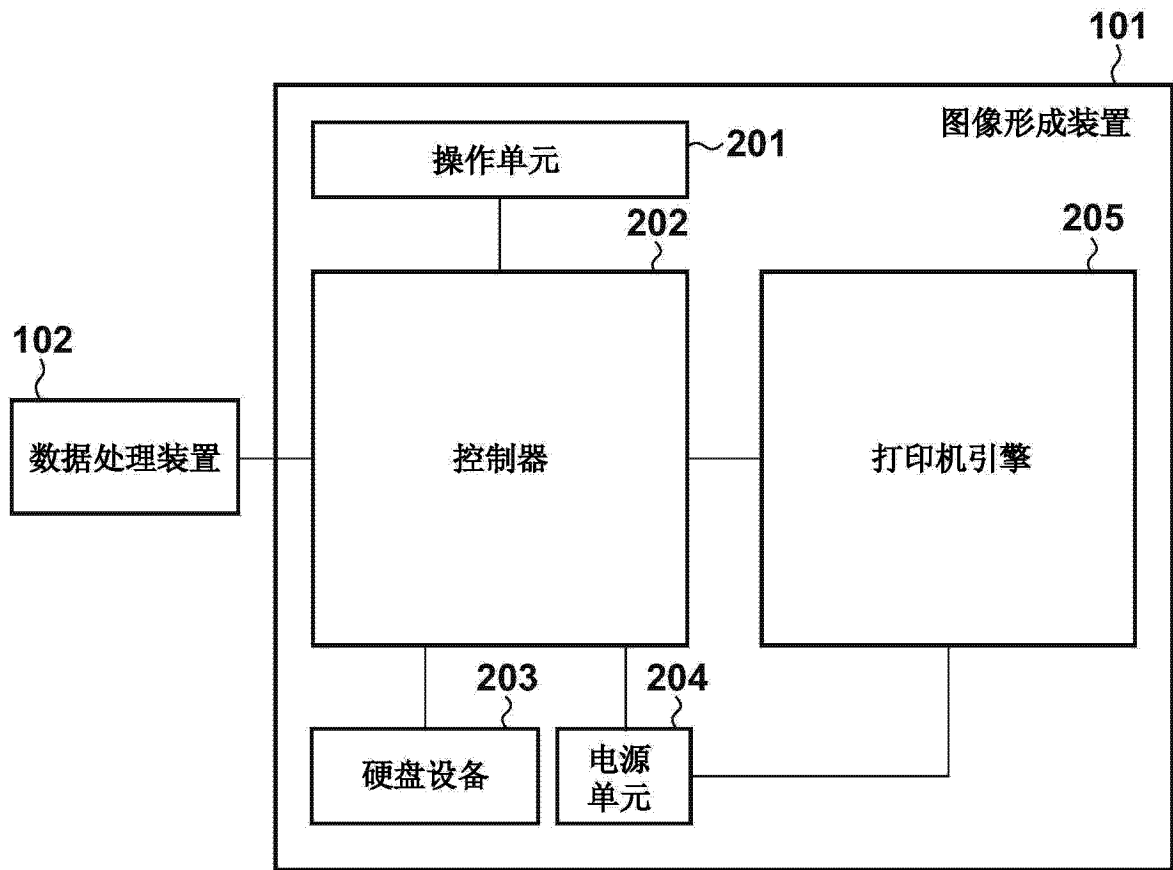 101
图像形成装置
操作单元
201
202
205
102
数据处理装置
控制器
打印机引擎
203
204
硬盘设备
电源
单元